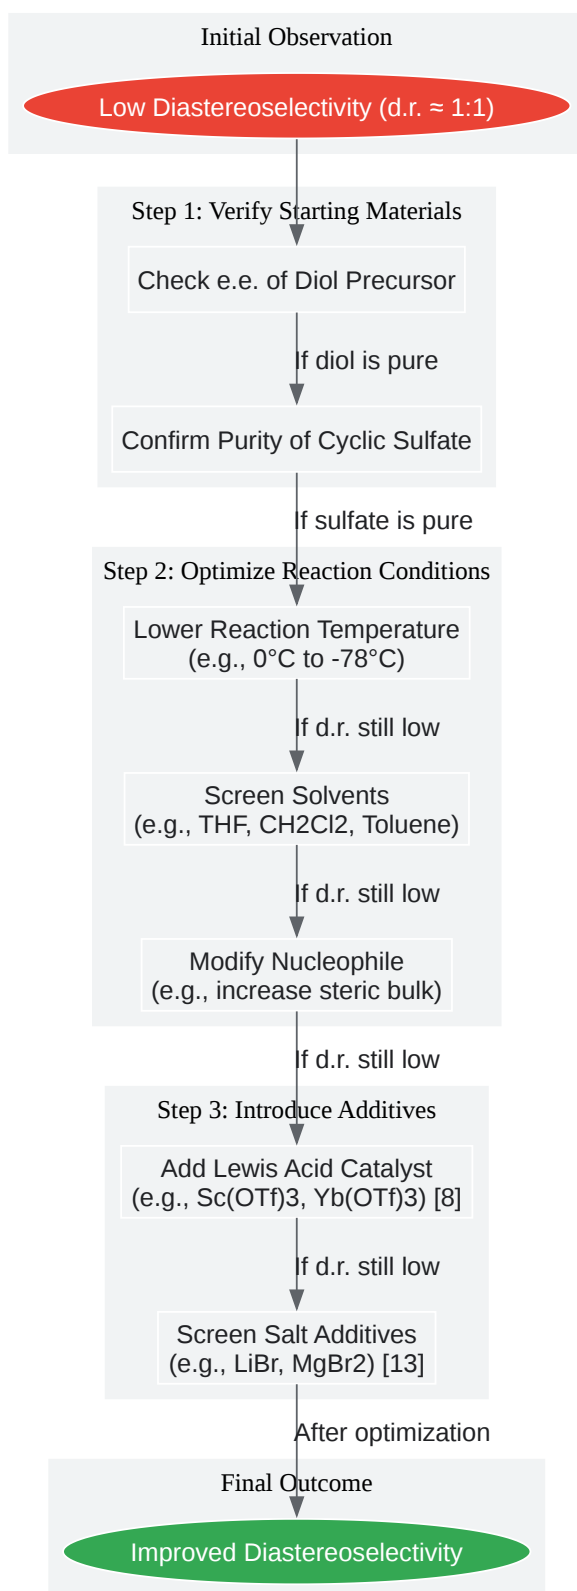 Initial Observation
Low Diastereoselectivity (d.r. ≈ 1:1)
Step 1: Verify Starting Materials
Check e.e. of Diol Precursor
If diol is pure
Confirm Purity of Cyclic Sulfate
If sulfate is pure
Step 2: Optimize Reaction Conditions
Lower Reaction Temperature
(e.g., 0°C to -78°C)
If d.r. still low
Screen Solvents
(e.g., THF, CH2Cl2, Toluene)
If d.r. still low
Modify Nucleophile
(e.g., increase steric bulk)
If d.r. still low
Step 3: Introduce Additives
Add Lewis Acid Catalyst
(e.g., Sc(OTf)3, Yb(OTf)3) [8]
If d.r. still low
Screen Salt Additives
(e.g., LiBr, MgBr2) [13]
After optimization
Final Outcome
Improved Diastereoselectivity